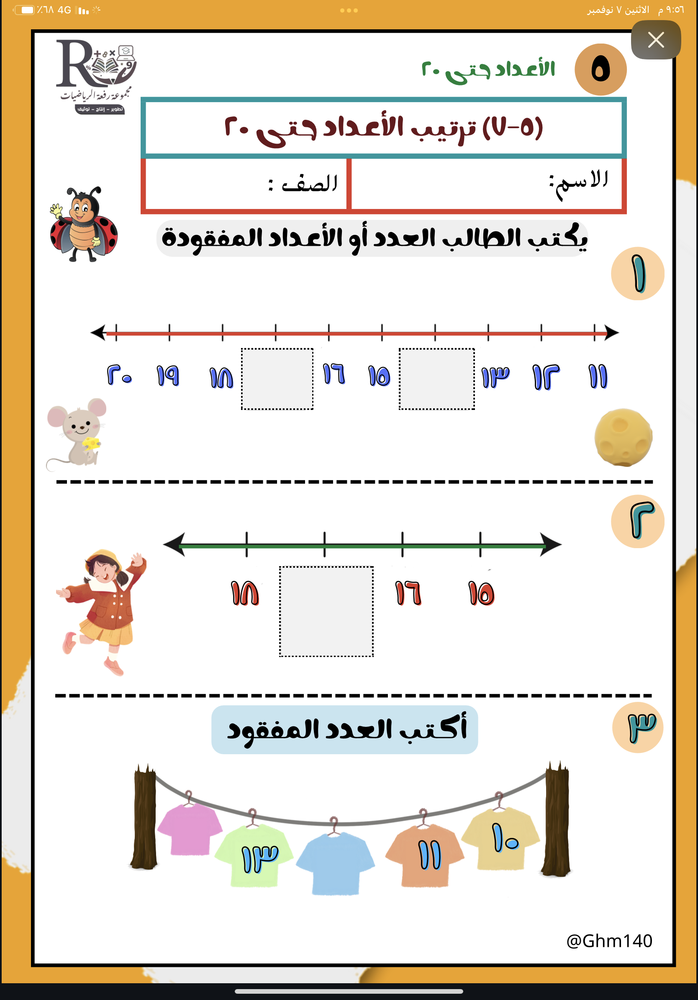 ٩:٥٦ م الاثنين ٧ نوفمبر
٪٦٨ 4G
مجموعة رفعة الرياضيات
تطوير - إنتاج - توثيق
٥ الأعداد حتى ٢٠
(٥-٧) ترتيب الأعداد حتى ٢٠
الاسم: الصف :
يكتب الطالب العدد أو الأعداد المفقودة
١
١١ ١٢ ١٣ ١٥ ١٦ ١٨ ١٩ ٢٠
٢
١٥ ١٦ ١٨
٣
أكتب العدد المفقود
١٠ ١١ ١٣
@Ghm140